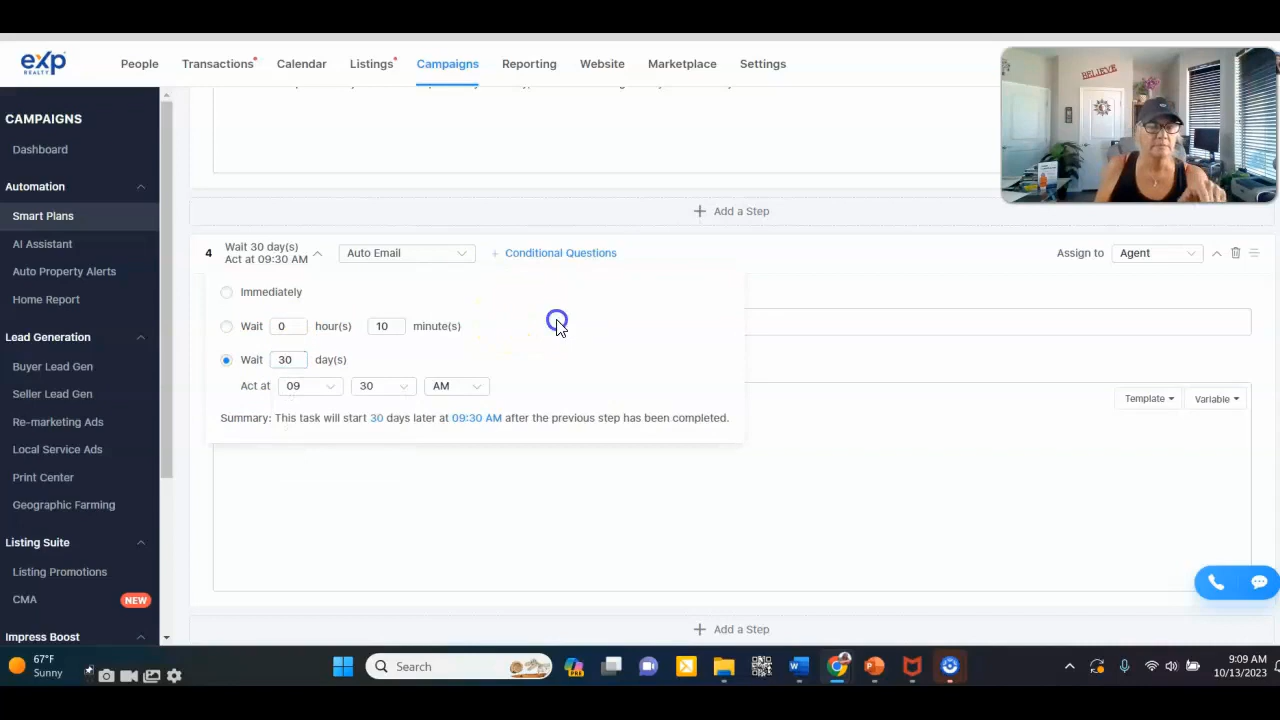 eXp
REALTY
People
Transactions
Calendar
Listings
Campaigns
Reporting
Website
Marketplace
Settings
BELIEVE
CAMPAIGNS
Dashboard
Automation
Smart Plans
AI Assistant
Auto Property Alerts
Home Report
Lead Generation
Buyer Lead Gen
Seller Lead Gen
Re-marketing Ads
Local Service Ads
Print Center
Geographic Farming
Listing Suite
Listing Promotions
CMA NEW
Impress Boost
+ Add a Step
4
Wait 30 day(s)
Act at 09:30 AM
Auto Email
+ Conditional Questions
Assign to Agent
Immediately
Wait 0 hour(s) 10 minute(s)
Wait 30 day(s)
Act at 09 30 AM
Summary: This task will start 30 days later at 09:30 AM after the previous step has been completed.
Template
Variable
+ Add a Step
67°F
Sunny
Search
PRE
9:09 AM
10/13/2023